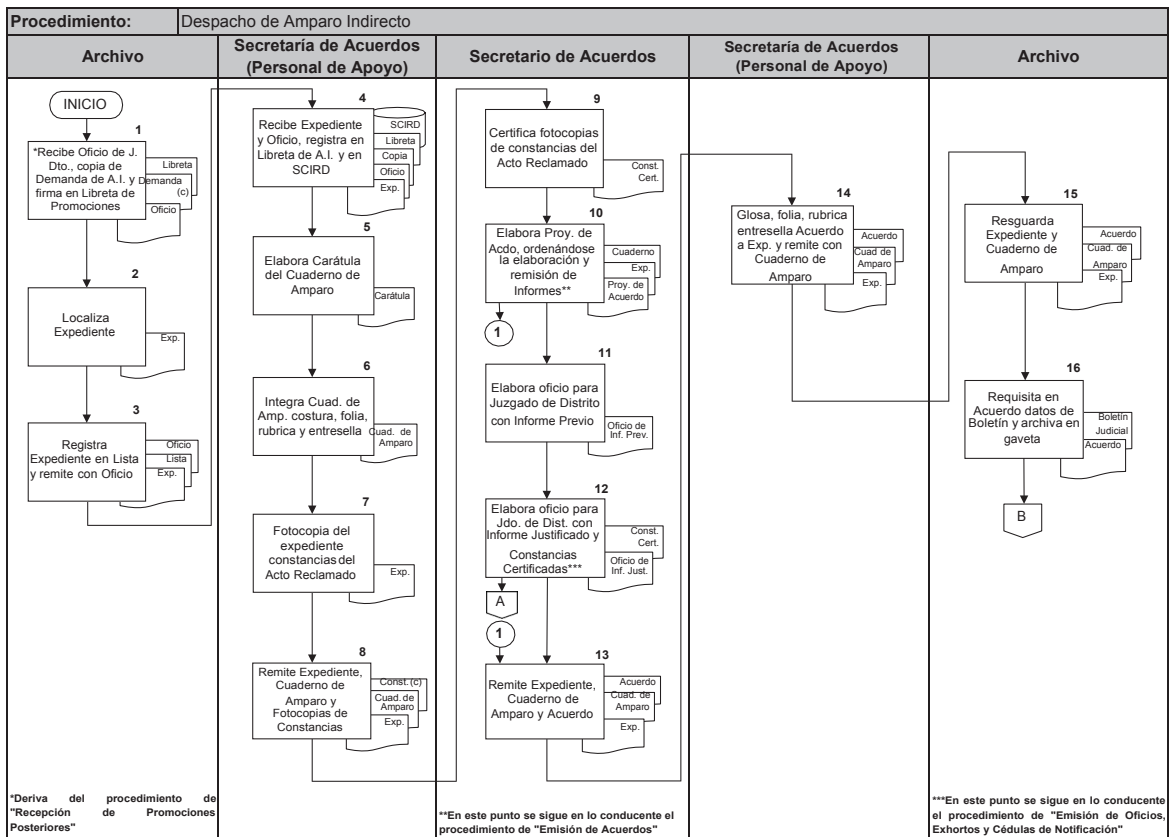 Procedimiento: Despacho de Amparo Indirecto
Archivo
Secretaría de Acuerdos
(Personal de Apoyo)
Secretario de Acuerdos
Secretaría de Acuerdos
(Personal de Apoyo)
Archivo
INICIO
1
*Recibe Oficio de J.
Dto., copia de
Demanda de A.I. y
firma en Libreta de
Promociones
Libreta
Demanda
(c)
Oficio
2
Localiza
Expediente
Exp.
3
Registra
Expediente en Lista
y remite con Oficio
Oficio
Lista
Exp.
*Deriva del procedimiento de
"Recepción de Promociones
Posteriores"
4
Recibe Expediente
y Oficio, registra en
Libreta de A.I. y en
SCIRD
SCIRD
Libreta
Copia
Oficio
Exp.
5
Elabora Carátula
del Cuaderno de
Amparo
Carátula
6
Integra Cuad. de
Amp. costura, folia,
rubrica y entresella
Cuad. de
Amparo
7
Fotocopia del
expediente
constancias del
Acto Reclamado
Exp.
8
Remite Expediente,
Cuaderno de
Amparo y
Fotocopias de
Constancias
Const. (c)
Cuad. de
Amparo
Exp.
9
Certifica fotocopias
de constancias del
Acto Reclamado
Const.
Cert.
10
Elabora Proy. de
Acdo, ordenándose
la elaboración y
remisión de
Informes**
Cuaderno
Exp.
Proy. de
Acuerdo
1
11
Elabora oficio para
Juzgado de Distrito
con Informe Previo
Oficio de
Inf. Prev.
12
Elabora oficio para
Jdo. de Dist. con
Informe Justificado y
Constancias
Certificadas***
Const.
Cert.
Oficio de
Inf. Just.
A
1
13
Remite Expediente,
Cuaderno de
Amparo y Acuerdo
Acuerdo
Cuad. de
Amparo
Exp.
**En este punto se sigue en lo conducente el
procedimiento de "Emisión de Acuerdos"
14
Glosa, folia, rubrica
entresella Acuerdo
a Exp. y remite con
Cuaderno de
Amparo
Acuerdo
Cuad de
Amparo
Exp.
15
Resguarda
Expediente y
Cuaderno de
Amparo
Acuerdo
Cuad. de
Amparo
Exp.
16
Requisita en
Acuerdo datos de
Boletín y archiva en
gaveta
Boletín
Judicial
Acuerdo
B
***En este punto se sigue en lo conducente
el procedimiento de "Emisión de Oficios,
Exhortos y Cédulas de Notificación"